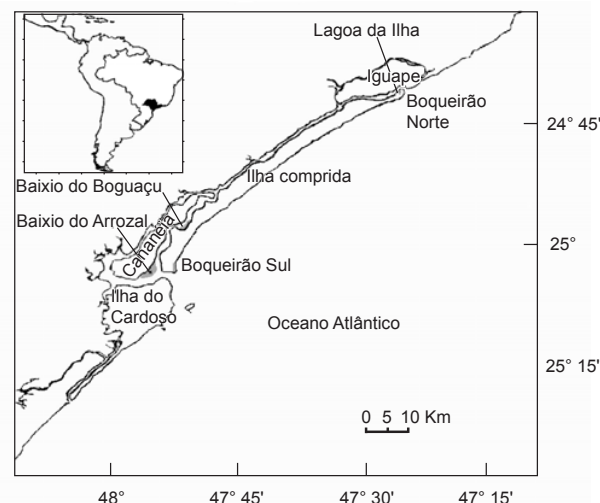 Lagoa da Ilha
Iguape
Boqueirão
Norte
24° 45'
Ilha comprida
Baixio do Boguaçu
Baixio do Arrozal
Cananeia
25°
Boqueirão Sul
Ilha do
Cardoso
Oceano Atlântico
25° 15'
0 5 10 Km
48° 47° 45' 47° 30' 47° 15'